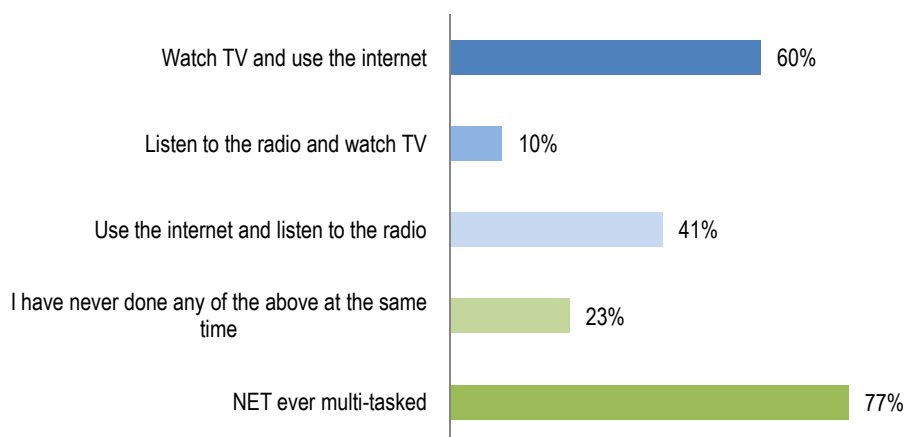 Watch TV and use the internet 60%
Listen to the radio and watch TV 10%
Use the internet and listen to the radio 41%
I have never done any of the above at the same
time 23%
NET ever multi-tasked 77%